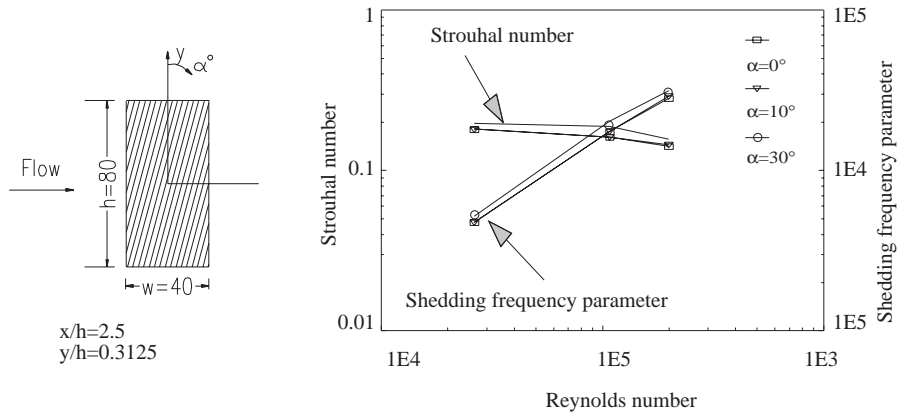 y
α°
Flow
h=80
w=40
x/h=2.5
y/h=0.3125
1
0.1
0.01
Strouhal number
Strouhal number
Shedding frequency parameter
α=0°
α=10°
α=30°
1E5
1E4
1E5
Shedding frequency parameter
1E4
1E5
1E3
Reynolds number